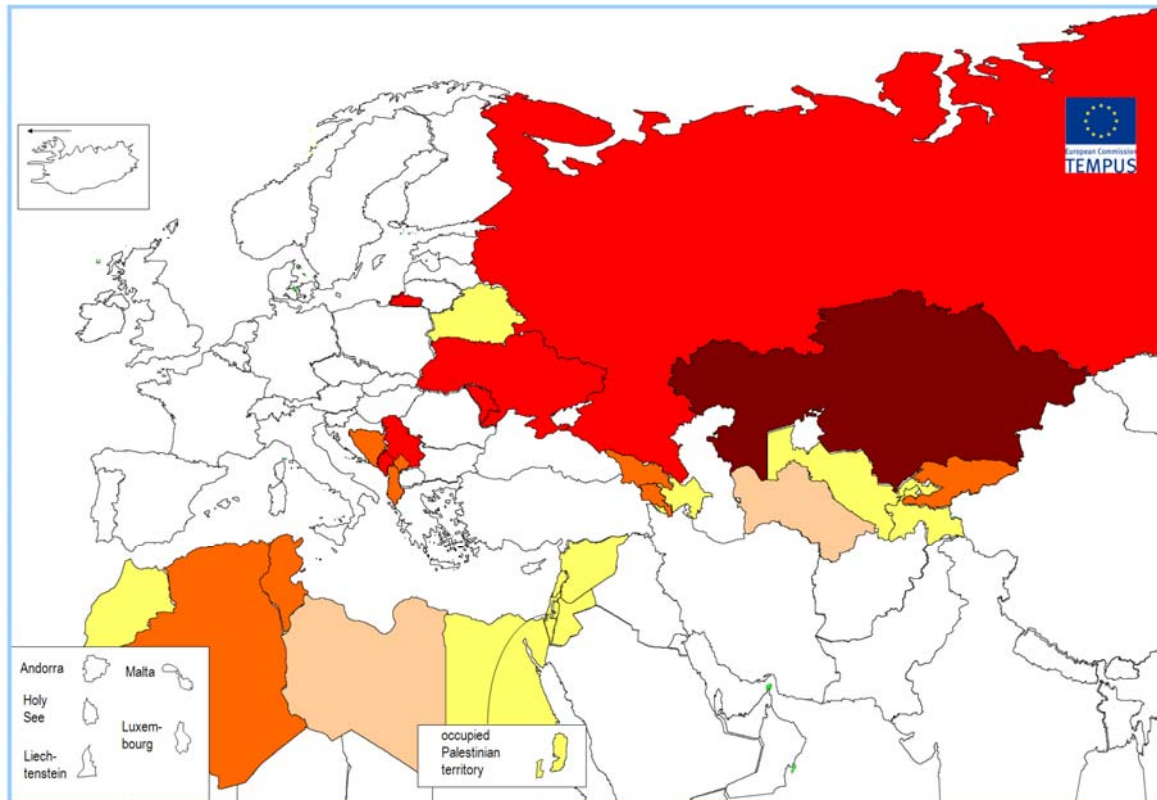 European Commission
TEMPUS
Andorra
Malta
Holy
See
Luxem-
bourg
Liech-
tenstein
occupied
Palestinian
territory